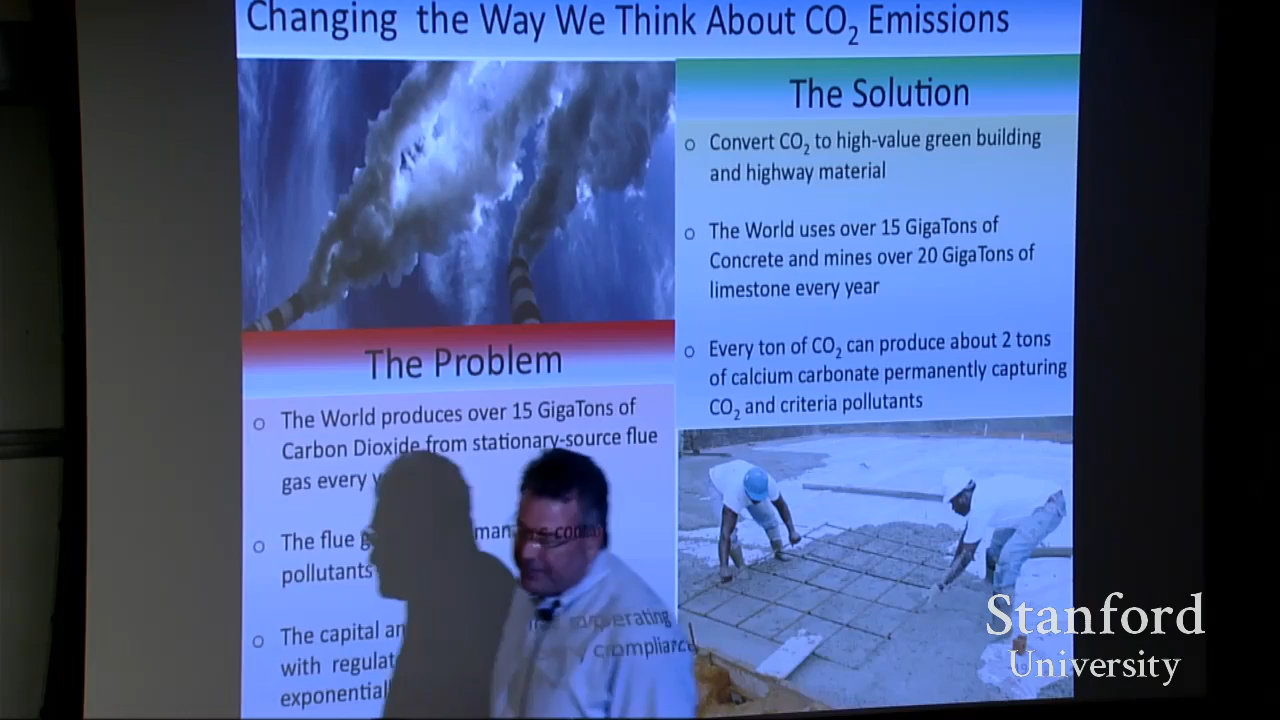 Changing the Way We Think About CO₂ Emissions
The Problem
The World produces over 15 GigaTons of
Carbon Dioxide from stationary-source flue
gas every
The flue
pollutants
The capital
operating
with compliance
The Solution
Convert CO₂ to high-value green building
and highway material
The World uses over 15 GigaTons of
Concrete and mines over 20 GigaTons of
limestone every year
Every ton of CO₂ can produce about 2 tons
of calcium carbonate permanently capturing
CO₂ and criteria pollutants
Stanford
University